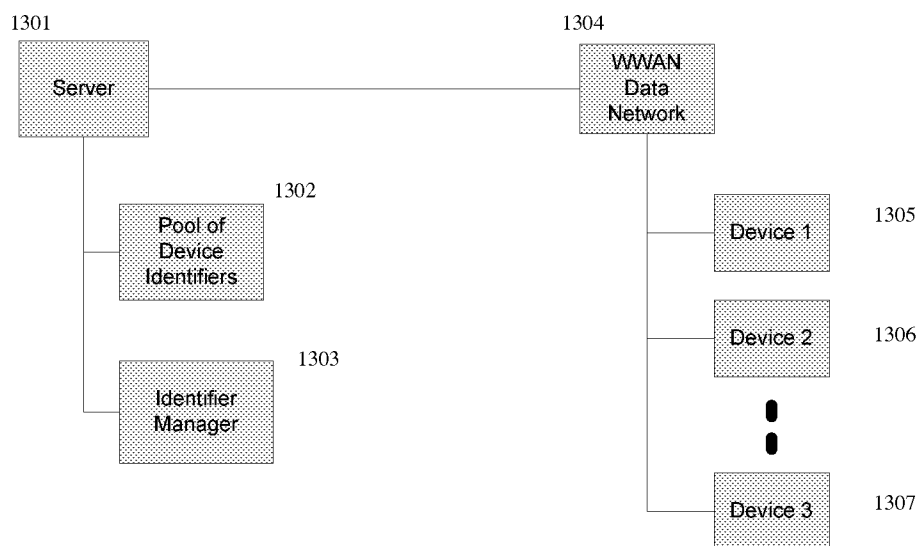 1301
Server
1304
WWAN
Data
Network
1302
Pool of
Device
Identifiers
1303
Identifier
Manager
Device 1
1305
Device 2
1306
Device 3
1307